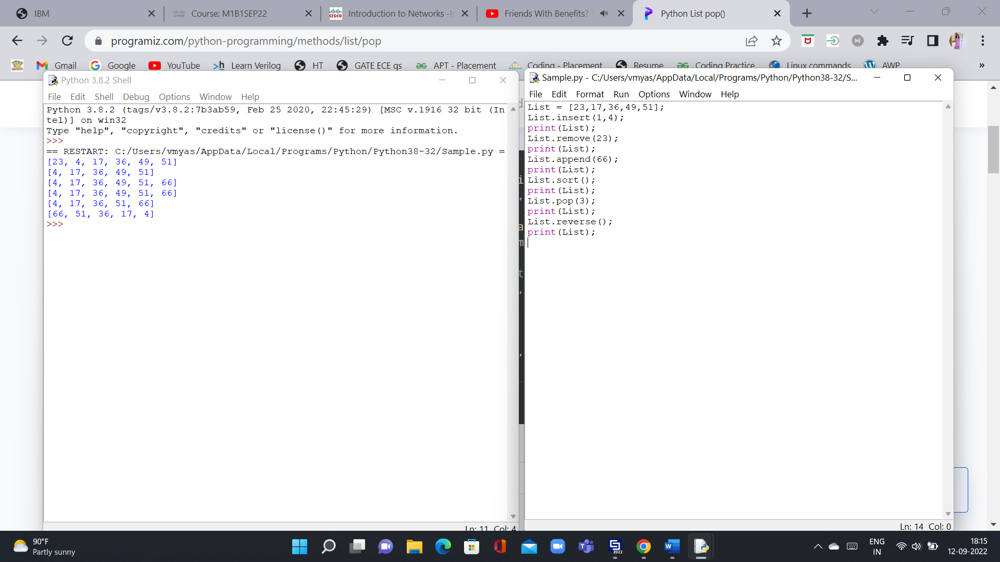 IBM
Course: M1B1SEP22
Introduction to Networks -
Friends With Benefits?
Python List pop()
programiz.com/python-programming/methods/list/pop
Gmail Google YouTube Learn Verilog HT GATE ECE qs APT - Placement Coding - Placement Resume Coding Practice Linux commands AWP »
Python 3.8.2 Shell
File Edit Shell Debug Options Window Help
Python 3.8.2 (tags/v3.8.2:7b3ab59, Feb 25 2020, 22:45:29) [MSC v.1916 32 bit (In
tel)] on win32
Type "help", "copyright", "credits" or "license()" for more information.
>>>
== RESTART: C:/Users/vmyas/AppData/Local/Programs/Python/Python38-32/Sample.py =
[23, 4, 17, 36, 49, 51]
[4, 17, 36, 49, 51]
[4, 17, 36, 49, 51, 66]
[4, 17, 36, 49, 51, 66]
[4, 17, 36, 51, 66]
[66, 51, 36, 17, 4]
>>>
Ln: 11 Col: 4
Sample.py - C:/Users/vmyas/AppData/Local/Programs/Python/Python38-32/S...
File Edit Format Run Options Window Help
List = [23,17,36,49,51];
List.insert(1,4);
print(List);
List.remove(23);
print(List);
List.append(66);
print(List);
List.sort();
print(List);
List.pop(3);
print(List);
List.reverse();
print(List);
Ln: 14 Col: 0
90°F
Partly sunny
ENG
IN
18:15
12-09-2022